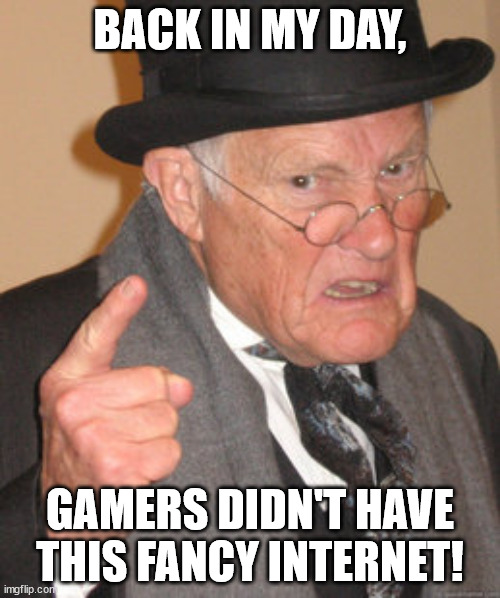 BACK IN MY DAY,
GAMERS DIDN'T HAVE
THIS FANCY INTERNET!
imgflip.com